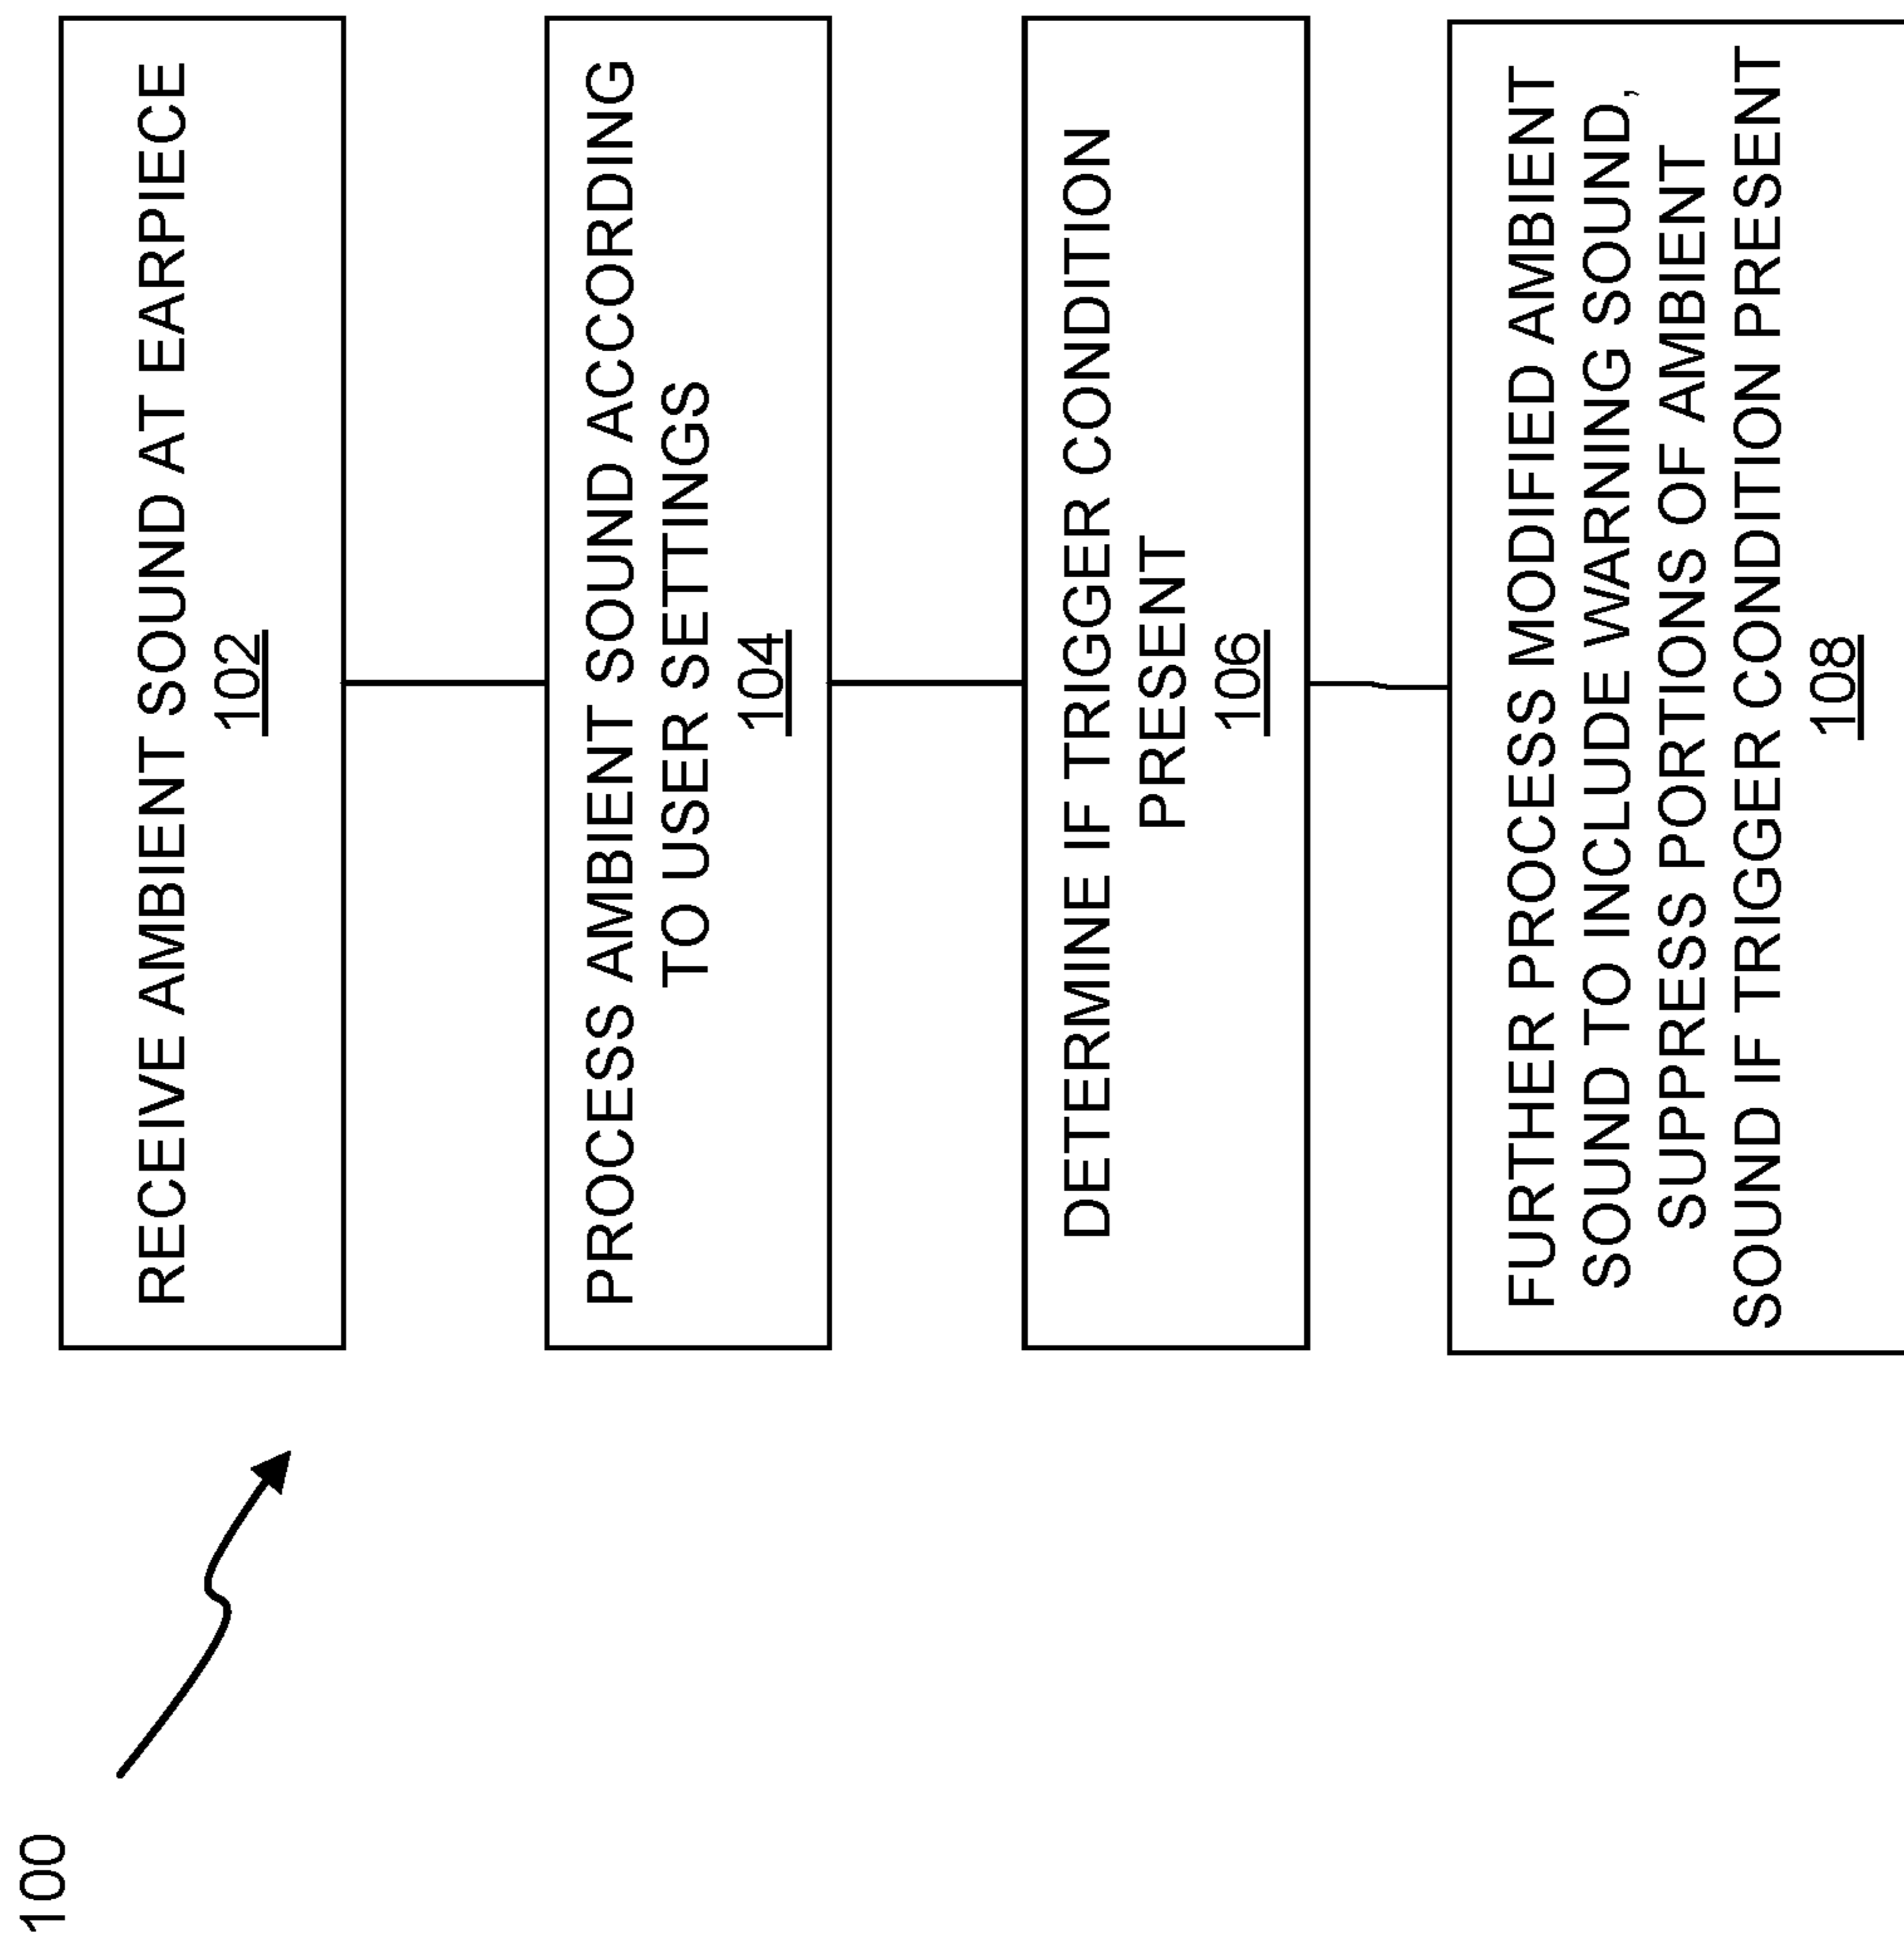 100
RECEIVE AMBIENT SOUND AT EARPIECE
102
PROCESS AMBIENT SOUND ACCORDING
TO USER SETTINGS
104
DETERMINE IF TRIGGER CONDITION
PRESENT
106
FURTHER PROCESS MODIFIED AMBIENT
SOUND TO INCLUDE WARNING SOUND,
SUPPRESS PORTIONS OF AMBIENT
SOUND IF TRIGGER CONDITION PRESENT
108